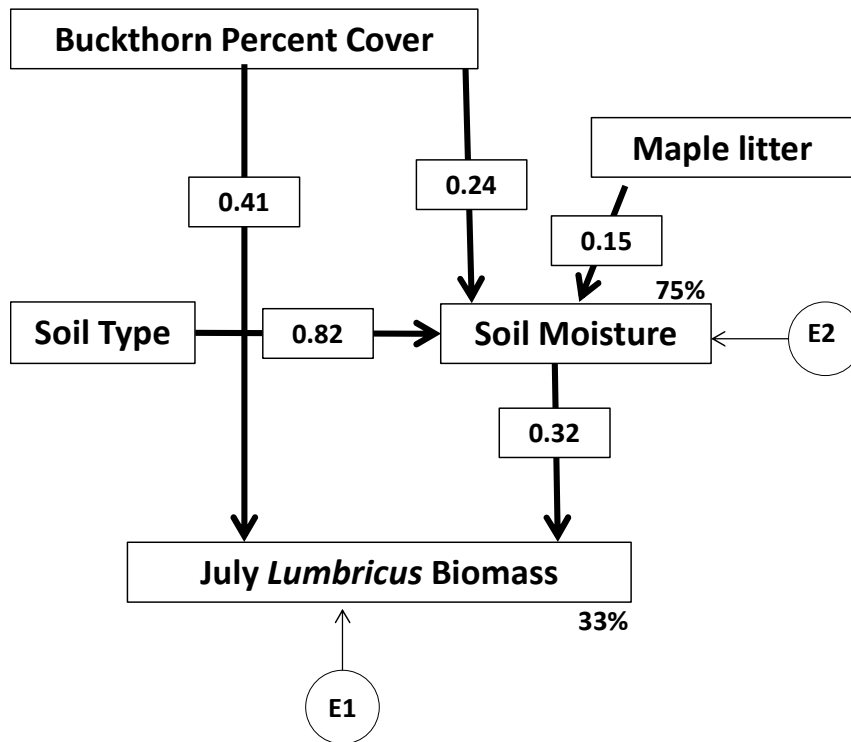 Buckthorn Percent Cover
Maple litter
0.41
0.24
0.15
75%
Soil Type
0.82
Soil Moisture
E2
0.32
July Lumbricus Biomass
33%
E1